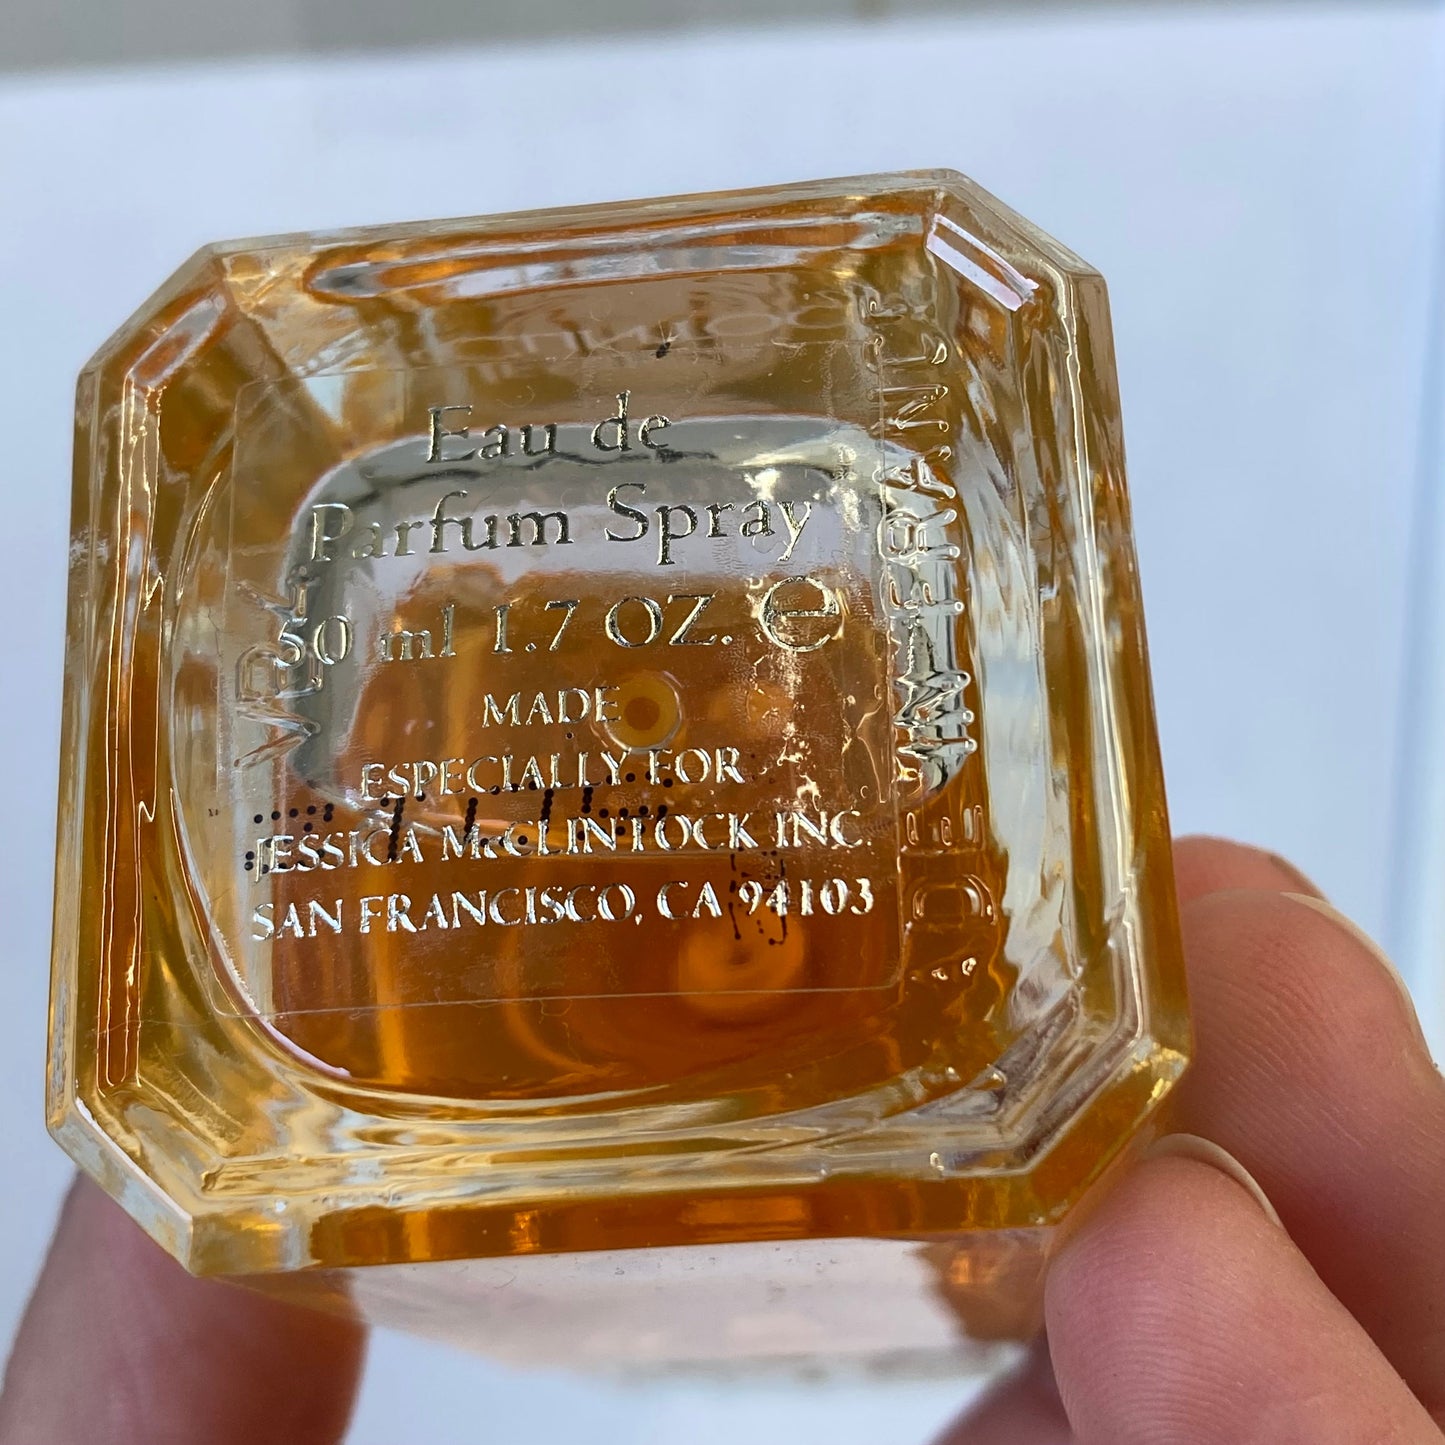 Eau de
Parfum Spray
50 ml 1.7 OZ. ℮
MADE
ESPECIALLY FOR
JESSICA McCLINTOCK INC.
SAN FRANCISCO, CA 94103